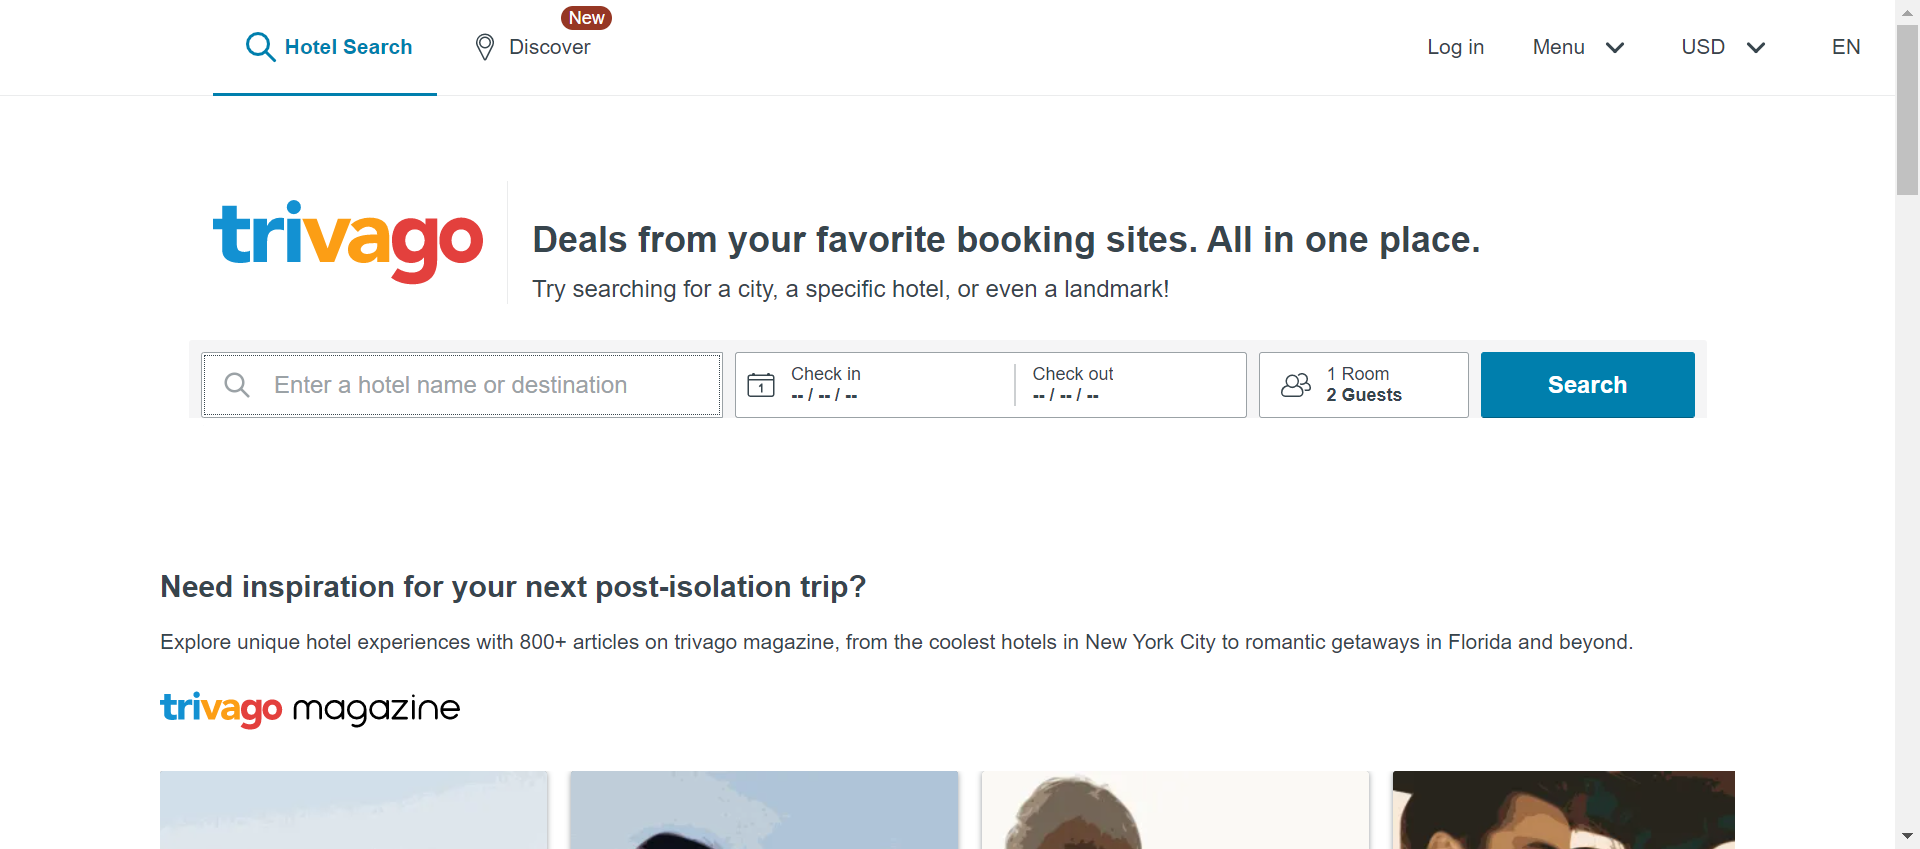 New
Hotel Search
Discover
Log in
Menu
USD
EN
trivago
Deals from your favorite booking sites. All in one place.
Try searching for a city, a specific hotel, or even a landmark!
Enter a hotel name or destination
1
Check in
-- / -- / --
Check out
-- / -- / --
1 Room
2 Guests
Search
Need inspiration for your next post-isolation trip?
Explore unique hotel experiences with 800+ articles on trivago magazine, from the coolest hotels in New York City to romantic getaways in Florida and beyond.
trivago magazine